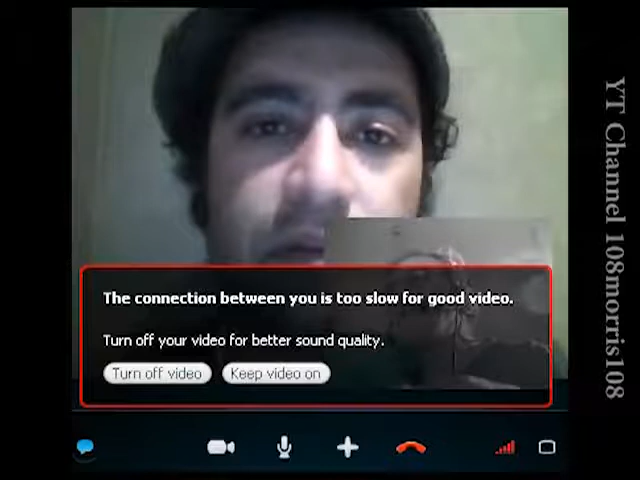 The connection between you is too slow for good video.
Turn off your video for better sound quality.
Turn off video
Keep video on
YT Channel 108morris108